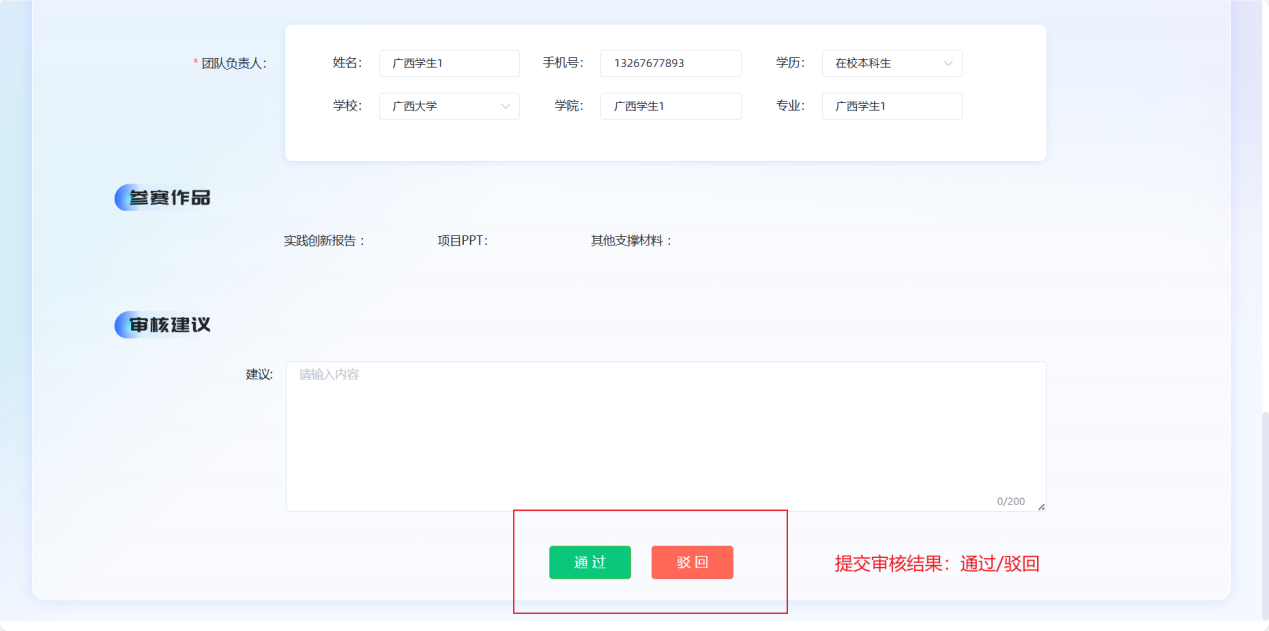 * 团队负责人: 姓名: 广西学生1 手机号: 13267677893 学历: 在校本科生
学校: 广西大学 学院: 广西学生1 专业: 广西学生1
参赛作品
实践创新报告: 项目PPT: 其他支撑材料:
审核建议
建议: 请输入内容
0/200
通过 驳回 提交审核结果：通过/驳回